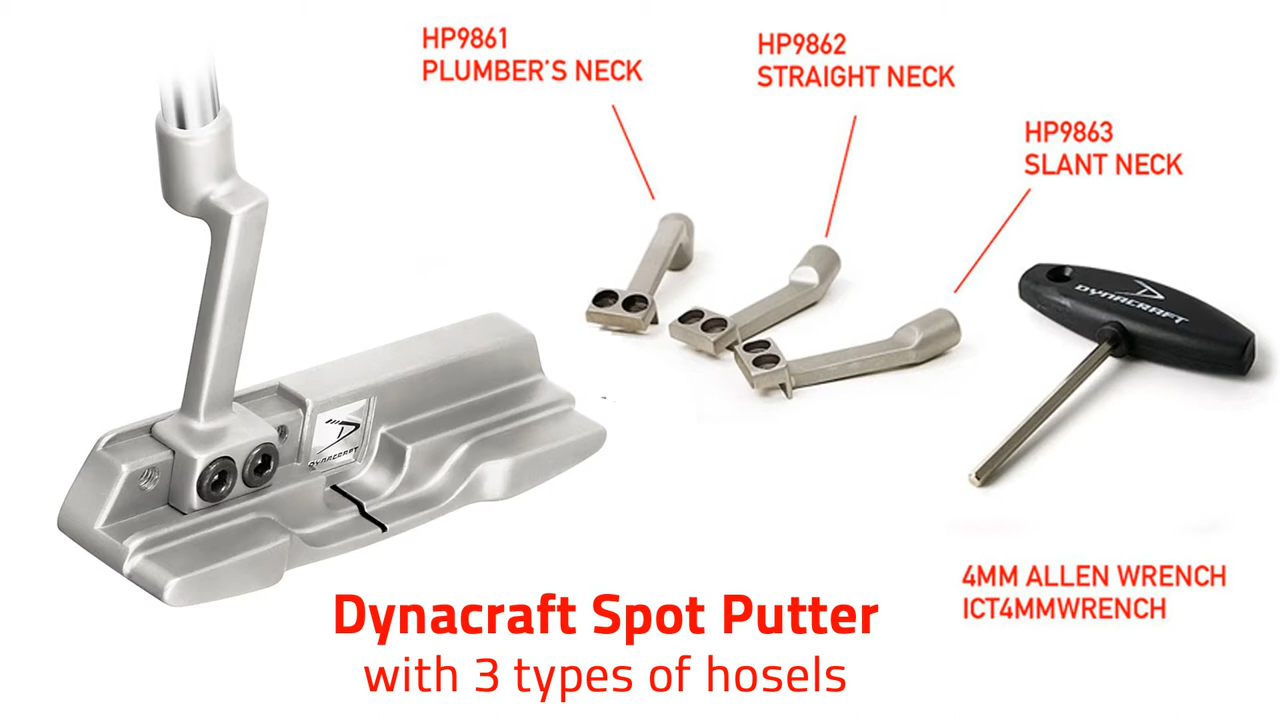 HP9861
PLUMBER'S NECK
HP9862
STRAIGHT NECK
HP9863
SLANT NECK
DYNACRAFT
DYNACRAFT
4MM ALLEN WRENCH
ICT4MMWRENCH
Dynacraft Spot Putter
with 3 types of hosels